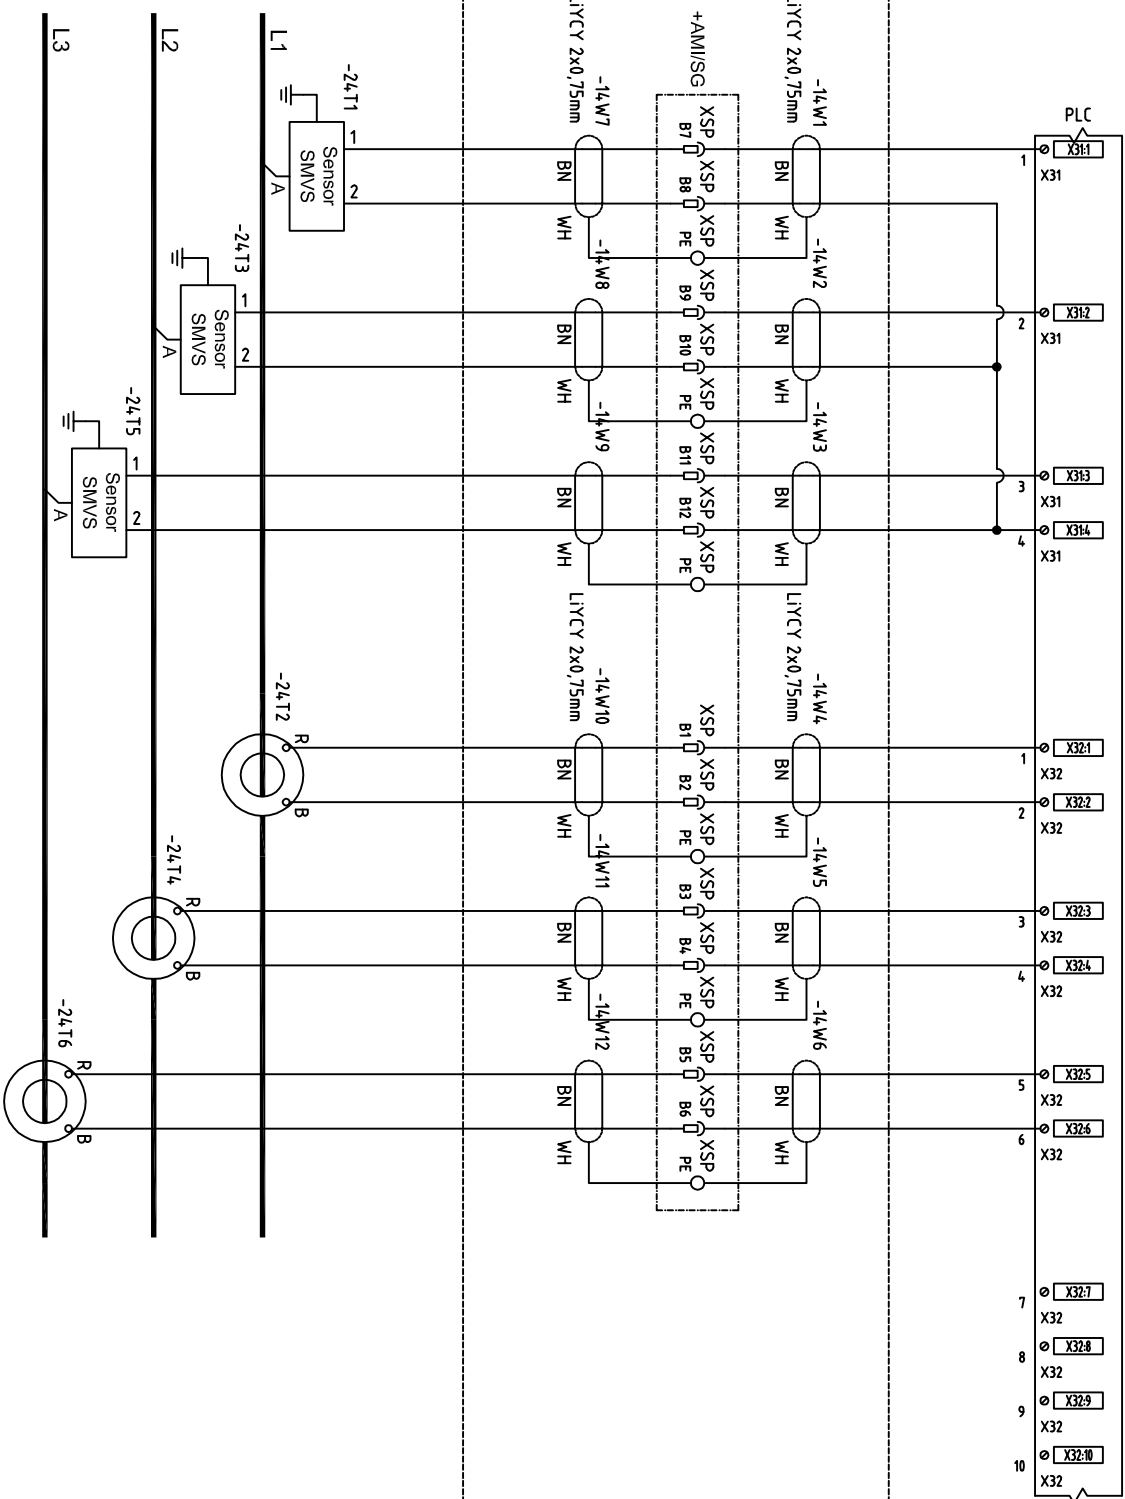 L3
L2
L1
LiYCY 2x0,75mm
+AMI/SG
LiYCY 2x0,75mm
PLC
-24T1
1
2
Sensor
SMVS
A
-14W7
BN
WH
XSP
B7
XSP
B8
XSP
PE
-14W1
BN
WH
X31:1
1
X31
-24T3
1
2
Sensor
SMVS
A
-14W8
BN
WH
XSP
B9
XSP
B10
XSP
PE
-14W2
BN
WH
X31:2
2
X31
-24T5
1
2
Sensor
SMVS
A
-14W9
BN
WH
XSP
B11
XSP
B12
XSP
PE
-14W3
BN
WH
X31:3
3
X31
X31:4
4
X31
LiYCY 2x0,75mm
LiYCY 2x0,75mm
-24T2
R
B
-14W10
BN
WH
XSP
B1
XSP
B2
XSP
PE
-14W4
BN
WH
X32:1
1
X32
X32:2
2
X32
-24T4
R
B
-14W11
BN
WH
XSP
B3
XSP
B4
XSP
PE
-14W5
BN
WH
X32:3
3
X32
X32:4
4
X32
-24T6
R
B
-14W12
BN
WH
XSP
B5
XSP
B6
XSP
PE
-14W6
BN
WH
X32:5
5
X32
X32:6
6
X32
X32:7
7
X32
X32:8
8
X32
X32:9
9
X32
X32:10
10
X32